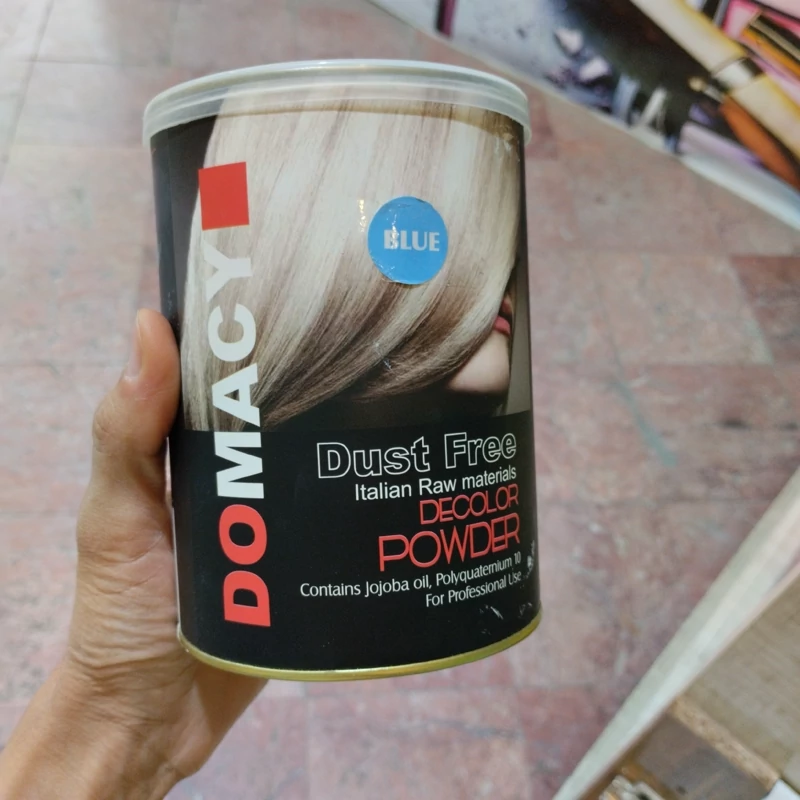 DOMACY
BLUE
Dust Free
Italian Raw materials
DECOLOR
POWDER
Contains Jojoba oil, Polyquaternium 10
For Professional Use